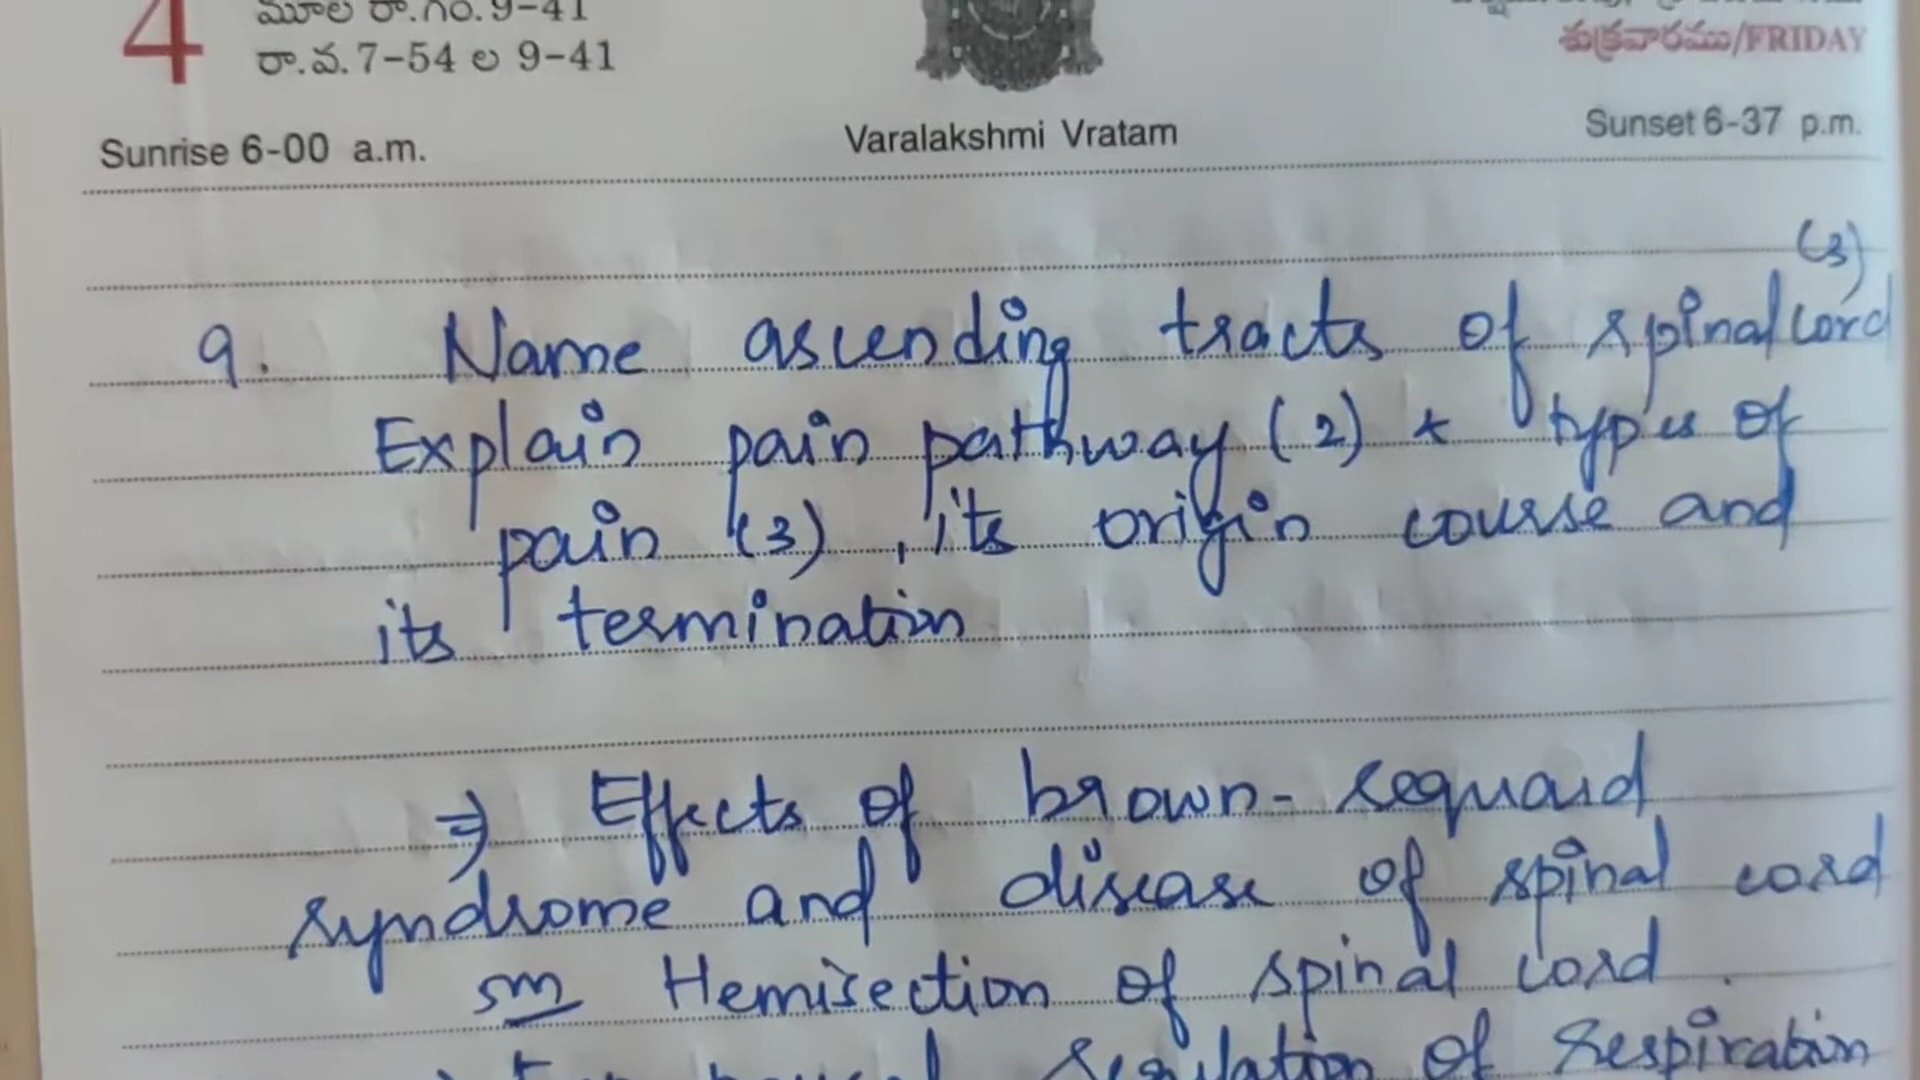 4
మూల రా.గం.9-41
రా.వ.7-54 ల 9-41
శుక్రవారము/FRIDAY
Sunrise 6-00 a.m.
Varalakshmi Vratam
Sunset 6-37 p.m.
(3)
9. Name ascending tracts of spinal cord
Explain pain pathway (2) * types of
pain (3), its origin course and
its termination
⇒ Effects of brown-sequard
syndrome and disease of spinal cord
sm Hemisection of spinal cord.
regulation of respiration